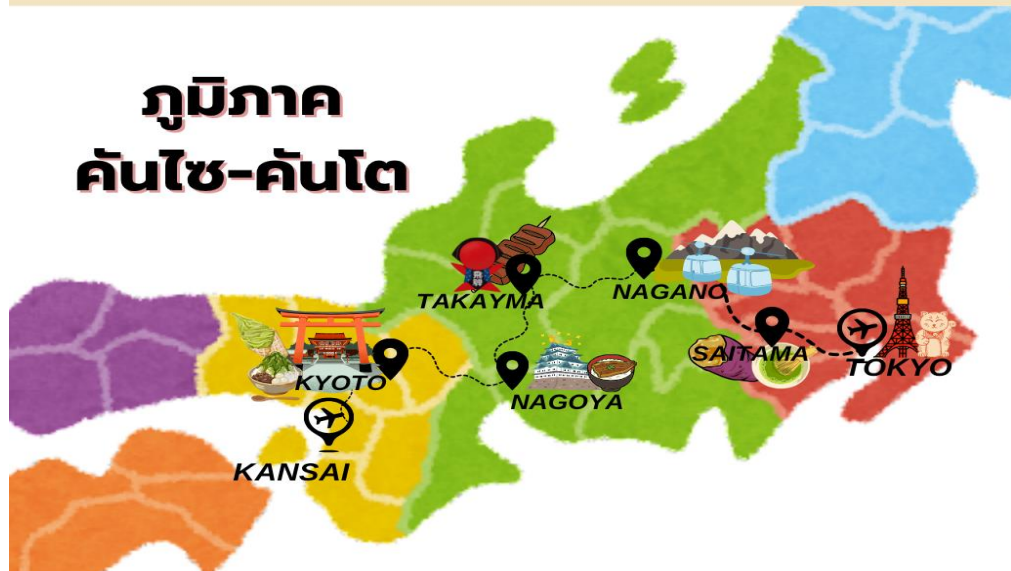 ภูมิภาค
คันไซ-คันโต
TAKAYMA
NAGANO
SAITAMA
TOKYO
KYOTO
NAGOYA
KANSAI